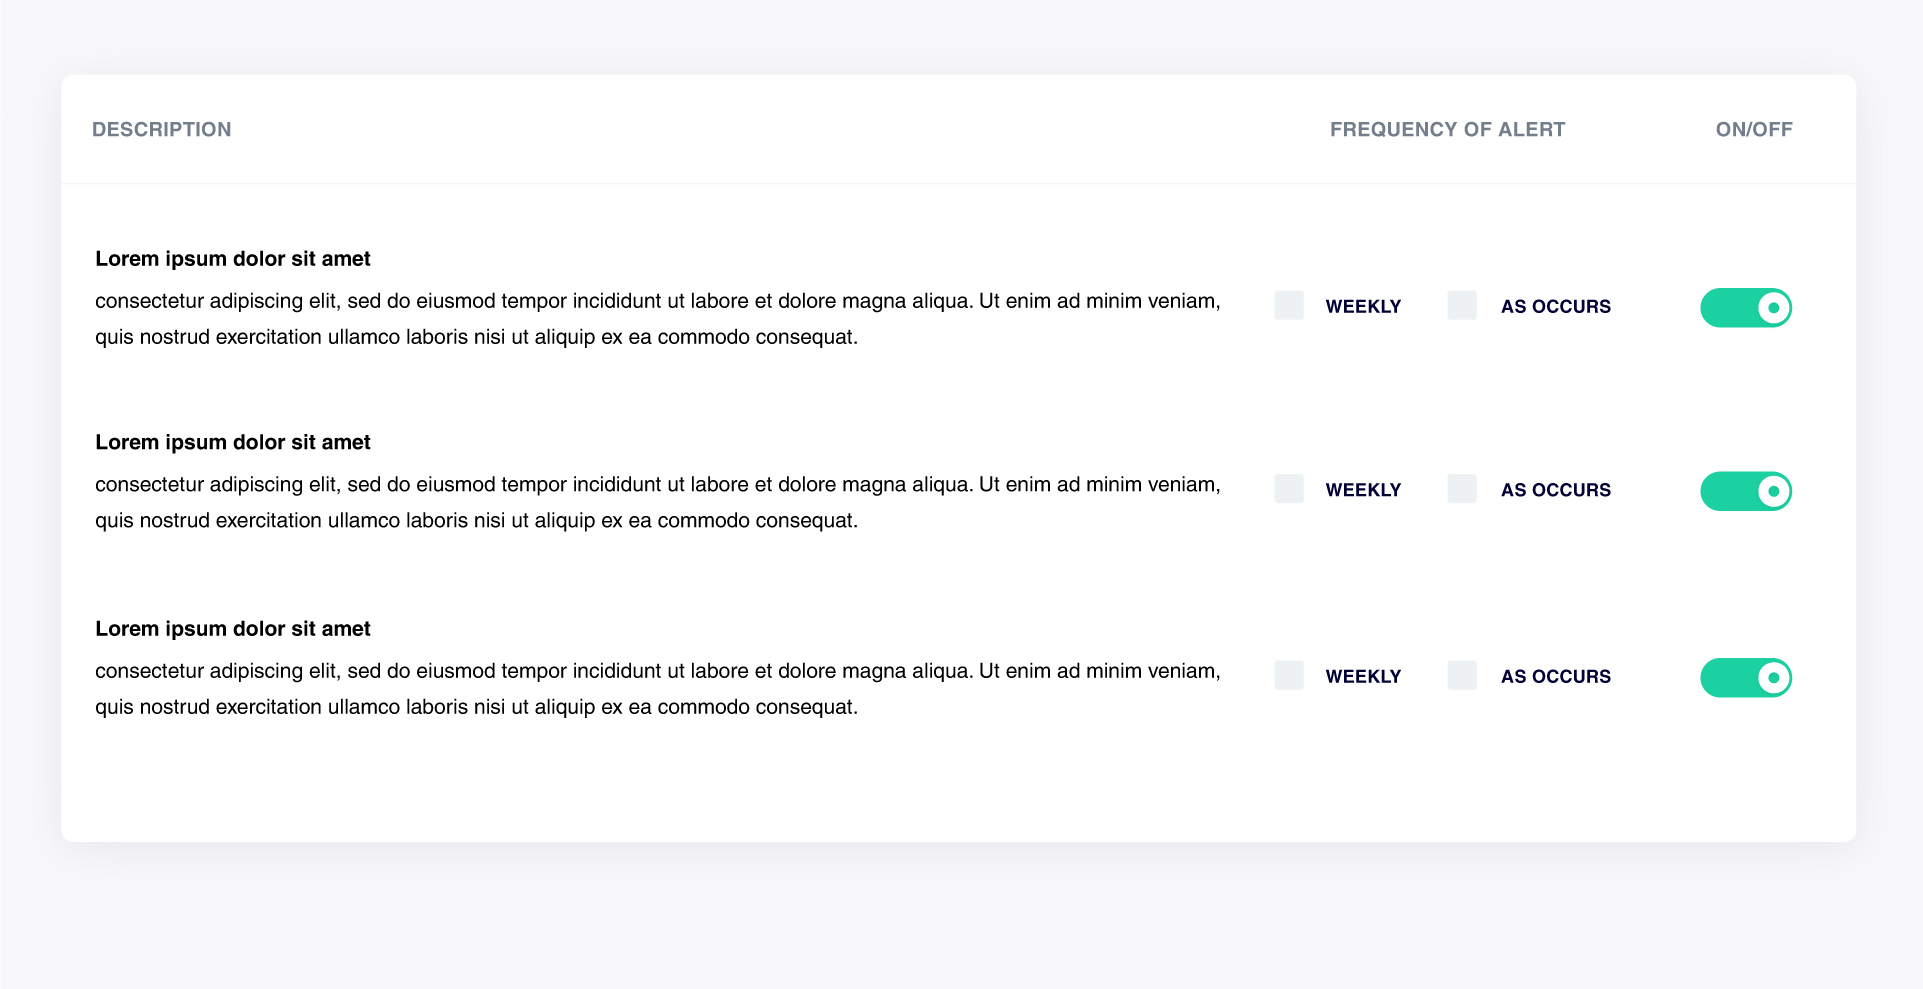 DESCRIPTION FREQUENCY OF ALERT ON/OFF
Lorem ipsum dolor sit amet
consectetur adipiscing elit, sed do eiusmod tempor incididunt ut labore et dolore magna aliqua. Ut enim ad minim veniam,
quis nostrud exercitation ullamco laboris nisi ut aliquip ex ea commodo consequat.
WEEKLY AS OCCURS
Lorem ipsum dolor sit amet
consectetur adipiscing elit, sed do eiusmod tempor incididunt ut labore et dolore magna aliqua. Ut enim ad minim veniam,
quis nostrud exercitation ullamco laboris nisi ut aliquip ex ea commodo consequat.
WEEKLY AS OCCURS
Lorem ipsum dolor sit amet
consectetur adipiscing elit, sed do eiusmod tempor incididunt ut labore et dolore magna aliqua. Ut enim ad minim veniam,
quis nostrud exercitation ullamco laboris nisi ut aliquip ex ea commodo consequat.
WEEKLY AS OCCURS